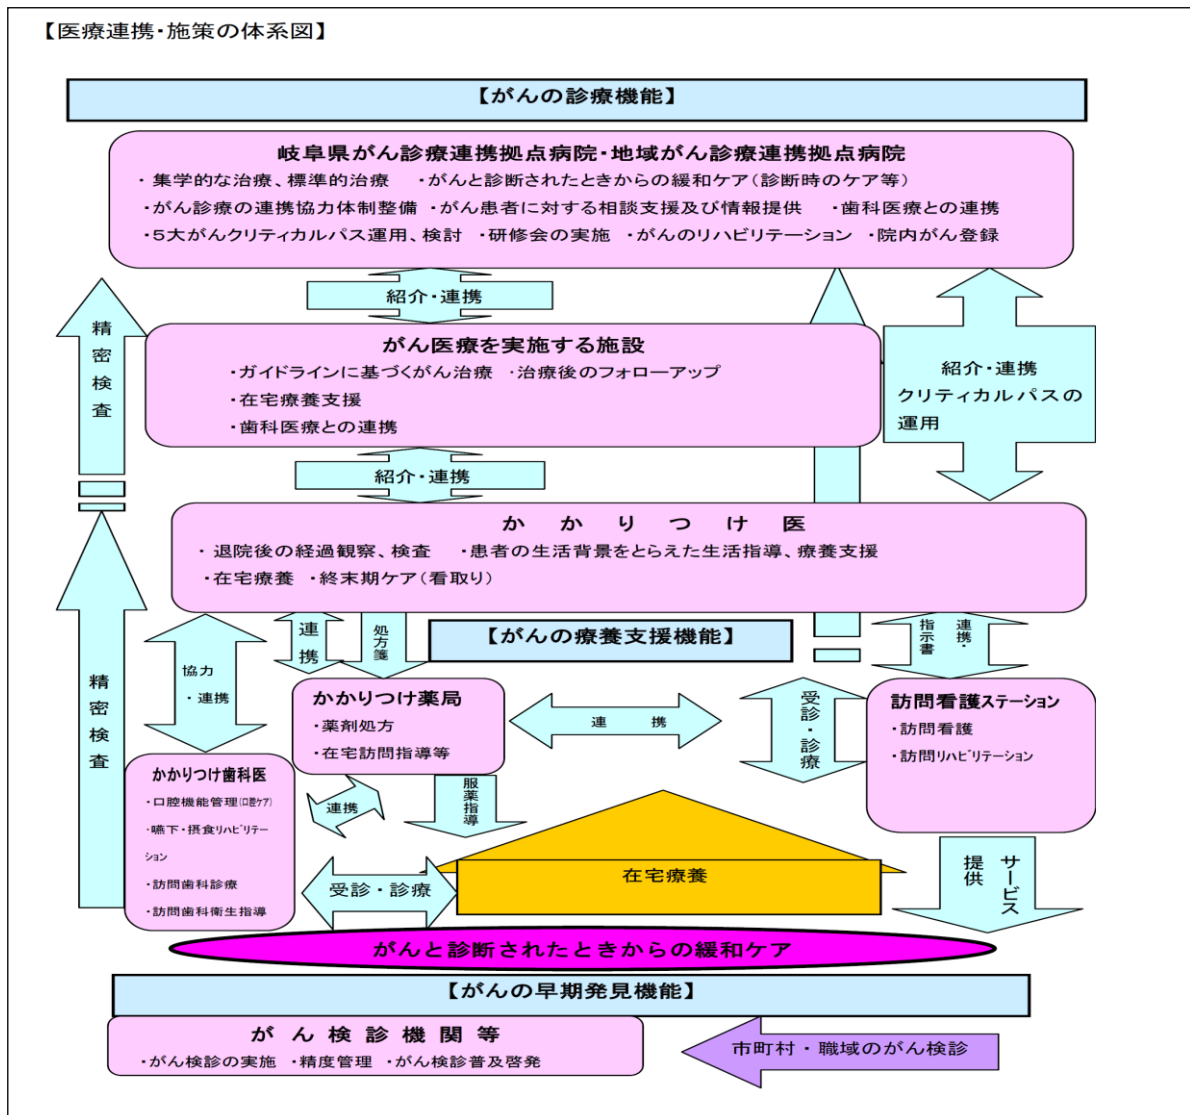 【医療連携・施策の体系図】
【がんの診療機能】
岐阜県がん診療連携拠点病院・地域がん診療連携拠点病院
・集学的な治療、標準的治療　・がんと診断されたときからの緩和ケア（診断時のケア等）
・がん診療の連携協力体制整備　・がん患者に対する相談支援及び情報提供　・歯科医療との連携
・５大がんクリティカルパス運用、検討　・研修会の実施　・がんのリハビリテーション　・院内がん登録
紹介・連携
精密検査
がん医療を実施する施設
・ガイドラインに基づくがん治療　・治療後のフォローアップ
・在宅療養支援
・歯科医療との連携
紹介・連携
クリティカルパスの
運用
紹介・連携
かかりつけ医
・退院後の経過観察、検査　・患者の生活背景をとらえた生活指導、療養支援
・在宅療養　・終末期ケア（看取り）
精密検査
協力
・連携
連携
処方箋
【がんの療養支援機能】
連携・
指示書
かかりつけ薬局
・薬剤処方
・在宅訪問指導等
連　携
受診・診療
訪問看護ステーション
・訪問看護
・訪問リハビリテーション
かかりつけ歯科医
・口腔機能管理（口腔ケア）
・嚥下・摂食リハビリテー
ション
・訪問歯科診療
・訪問歯科衛生指導
連携
服薬指導
受診・診療
在宅療養
サービス
提供
がんと診断されたときからの緩和ケア
【がんの早期発見機能】
がん検診機関等
・がん検診の実施　・精度管理　・がん検診普及啓発
市町村・職域のがん検診